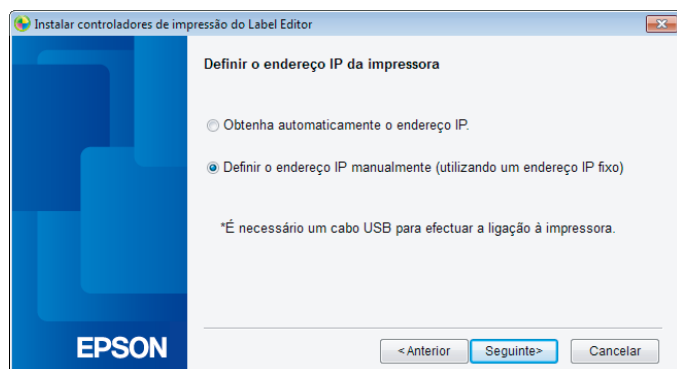 Instalar controladores de impressão do Label Editor
Definir o endereço IP da impressora
Obtenha automaticamente o endereço IP.
Definir o endereço IP manualmente (utilizando um endereço IP fixo)
*É necessário um cabo USB para efectuar a ligação à impressora.
EPSON
<Anterior
Seguinte>
Cancelar